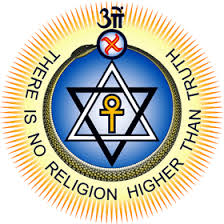 ओँ
THERE IS NO RELIGION HIGHER THAN TRUTH